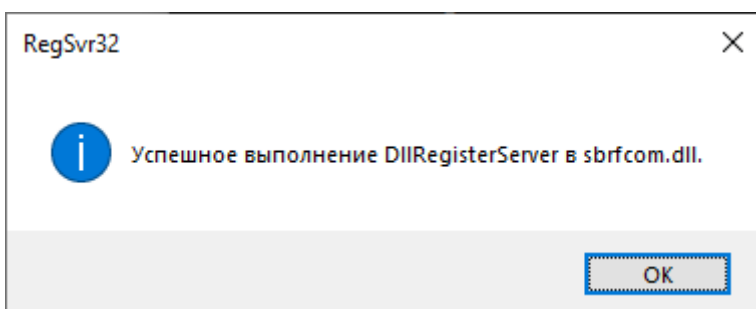 RegSvr32
Успешное выполнение DllRegisterServer в sbrfcom.dll.
OK